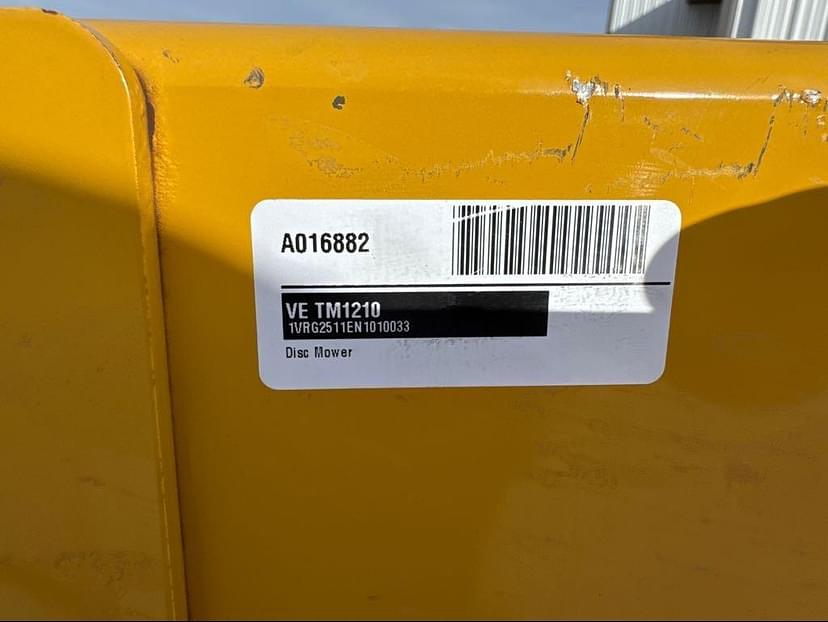 A016882
VE TM1210
1VRG2511EN1010033
Disc Mower